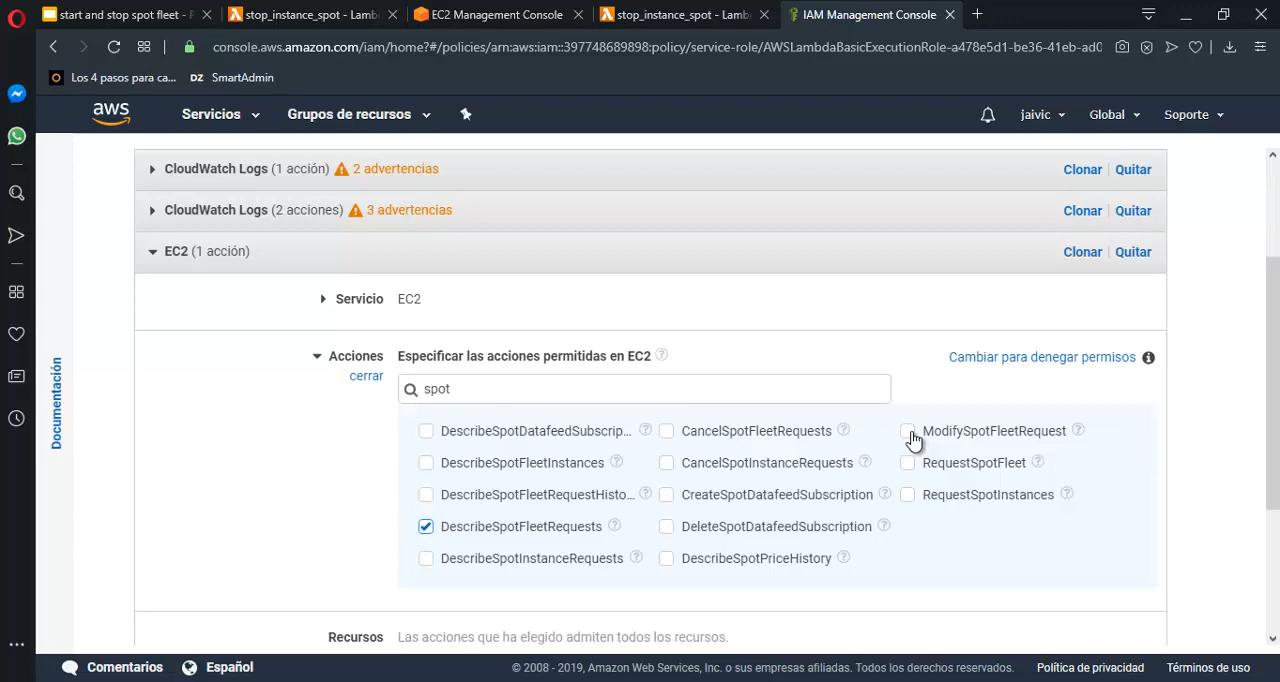 start and stop spot fleet - P
stop_instance_spot - Lamb
EC2 Management Console
stop_instance_spot - Lamb
IAM Management Console
console.aws.amazon.com/iam/home?#/policies/arn:aws:iam::397748689898:policy/service-role/AWSLambdaBasicExecutionRole-a478e5d1-be36-41eb-ad0
Los 4 pasos para ca...
DZ SmartAdmin
aws Servicios Grupos de recursos jaivic Global Soporte
CloudWatch Logs (1 acción) 2 advertencias Clonar Quitar
CloudWatch Logs (2 acciones) 3 advertencias Clonar Quitar
EC2 (1 acción) Clonar Quitar
Servicio EC2
Acciones Especificar las acciones permitidas en EC2 Cambiar para denegar permisos
cerrar
spot
DescribeSpotDatafeedSubscrip... CancelSpotFleetRequests ModifySpotFleetRequest
DescribeSpotFleetInstances CancelSpotInstanceRequests RequestSpotFleet
DescribeSpotFleetRequestHisto... CreateSpotDatafeedSubscription RequestSpotInstances
DescribeSpotFleetRequests DeleteSpotDatafeedSubscription
DescribeSpotInstanceRequests DescribeSpotPriceHistory
Recursos Las acciones que ha elegido admiten todos los recursos.
Documentación
Comentarios Español © 2008 - 2019, Amazon Web Services, Inc. o sus empresas afiliadas. Todos los derechos reservados. Política de privacidad Términos de uso